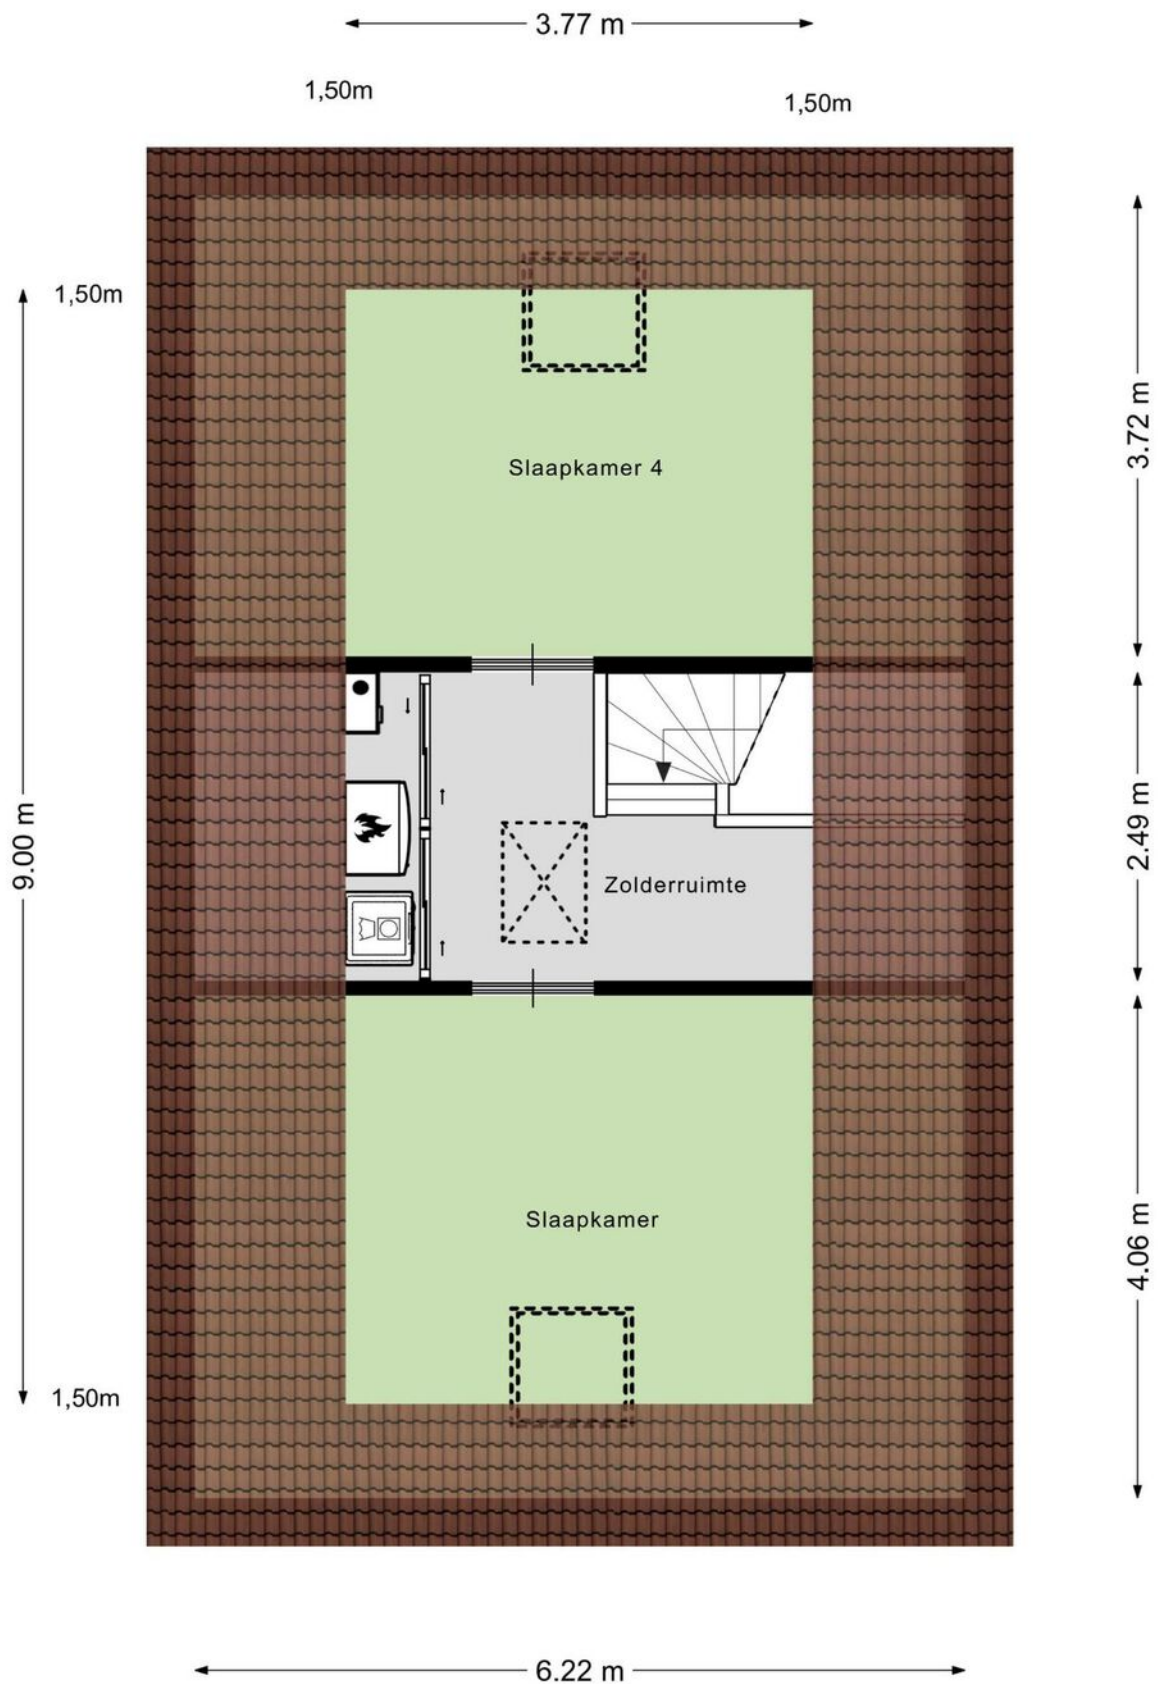 3.77 m
1,50m
1,50m
1,50m
3.72 m
Slaapkamer 4
9.00 m
2.49 m
Zolderruimte
Slaapkamer
4.06 m
1,50m
6.22 m